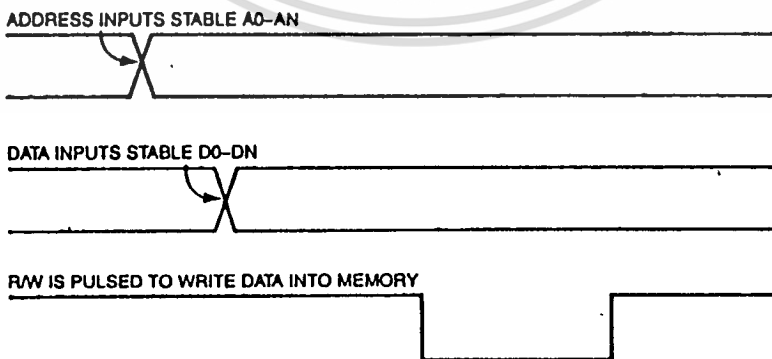 ADDRESS INPUTS STABLE A0–AN
DATA INPUTS STABLE D0–DN
R/W IS PULSED TO WRITE DATA INTO MEMORY